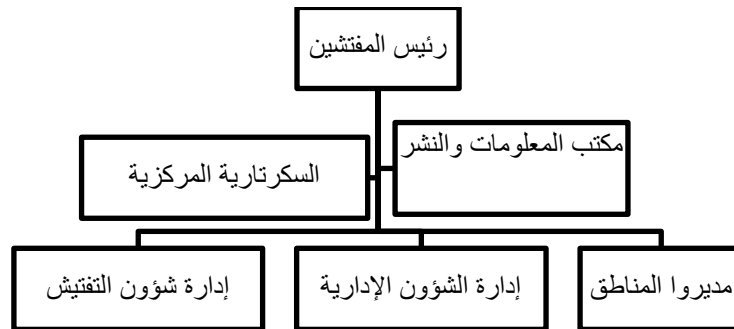 رئيس المفتشين
مكتب المعلومات والنشر
السكرتارية المركزية
مديروا المناطق
إدارة الشؤون الإدارية
إدارة شؤون التفتيش